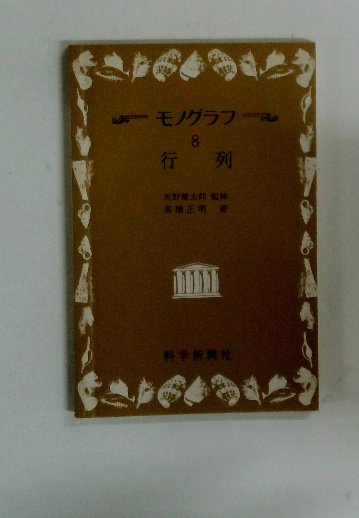 モノグラフ
8
行列
矢野健太郎 監修
高橋正明 著
科学新興社